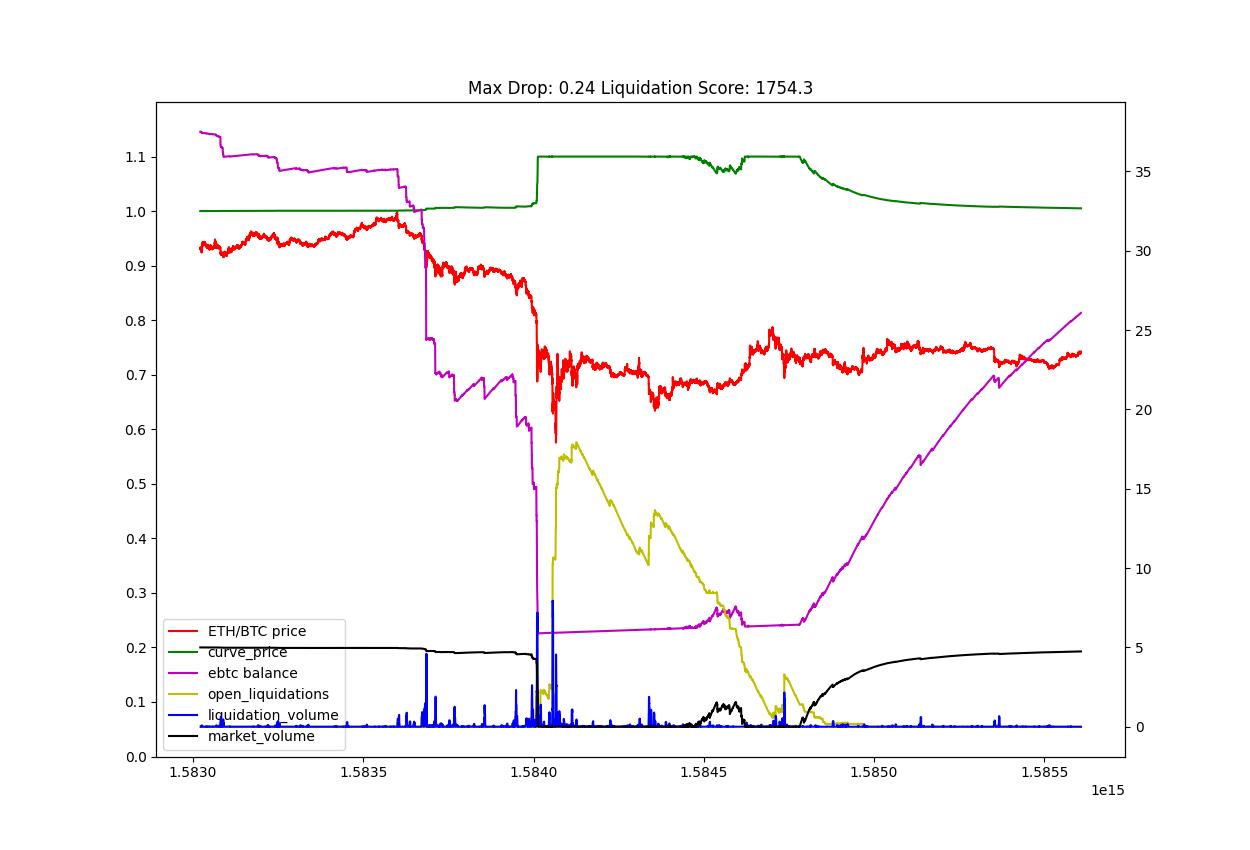 Max Drop: 0.24 Liquidation Score: 1754.3
1.1
1.0
0.9
0.8
0.7
0.6
0.5
0.4
0.3
0.2
0.1
0.0
35
30
25
20
15
10
5
0
ETH/BTC price
curve_price
ebtc balance
open_liquidations
liquidation_volume
market_volume
1.5830 1.5835 1.5840 1.5845 1.5850 1.5855
1e15